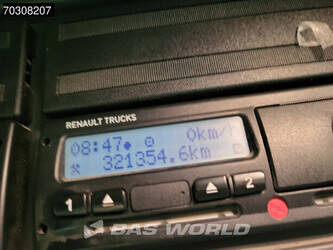 70308207
RENAULT TRUCKS
08:47 0km/
321354.6km
1 2
BAS WORLD